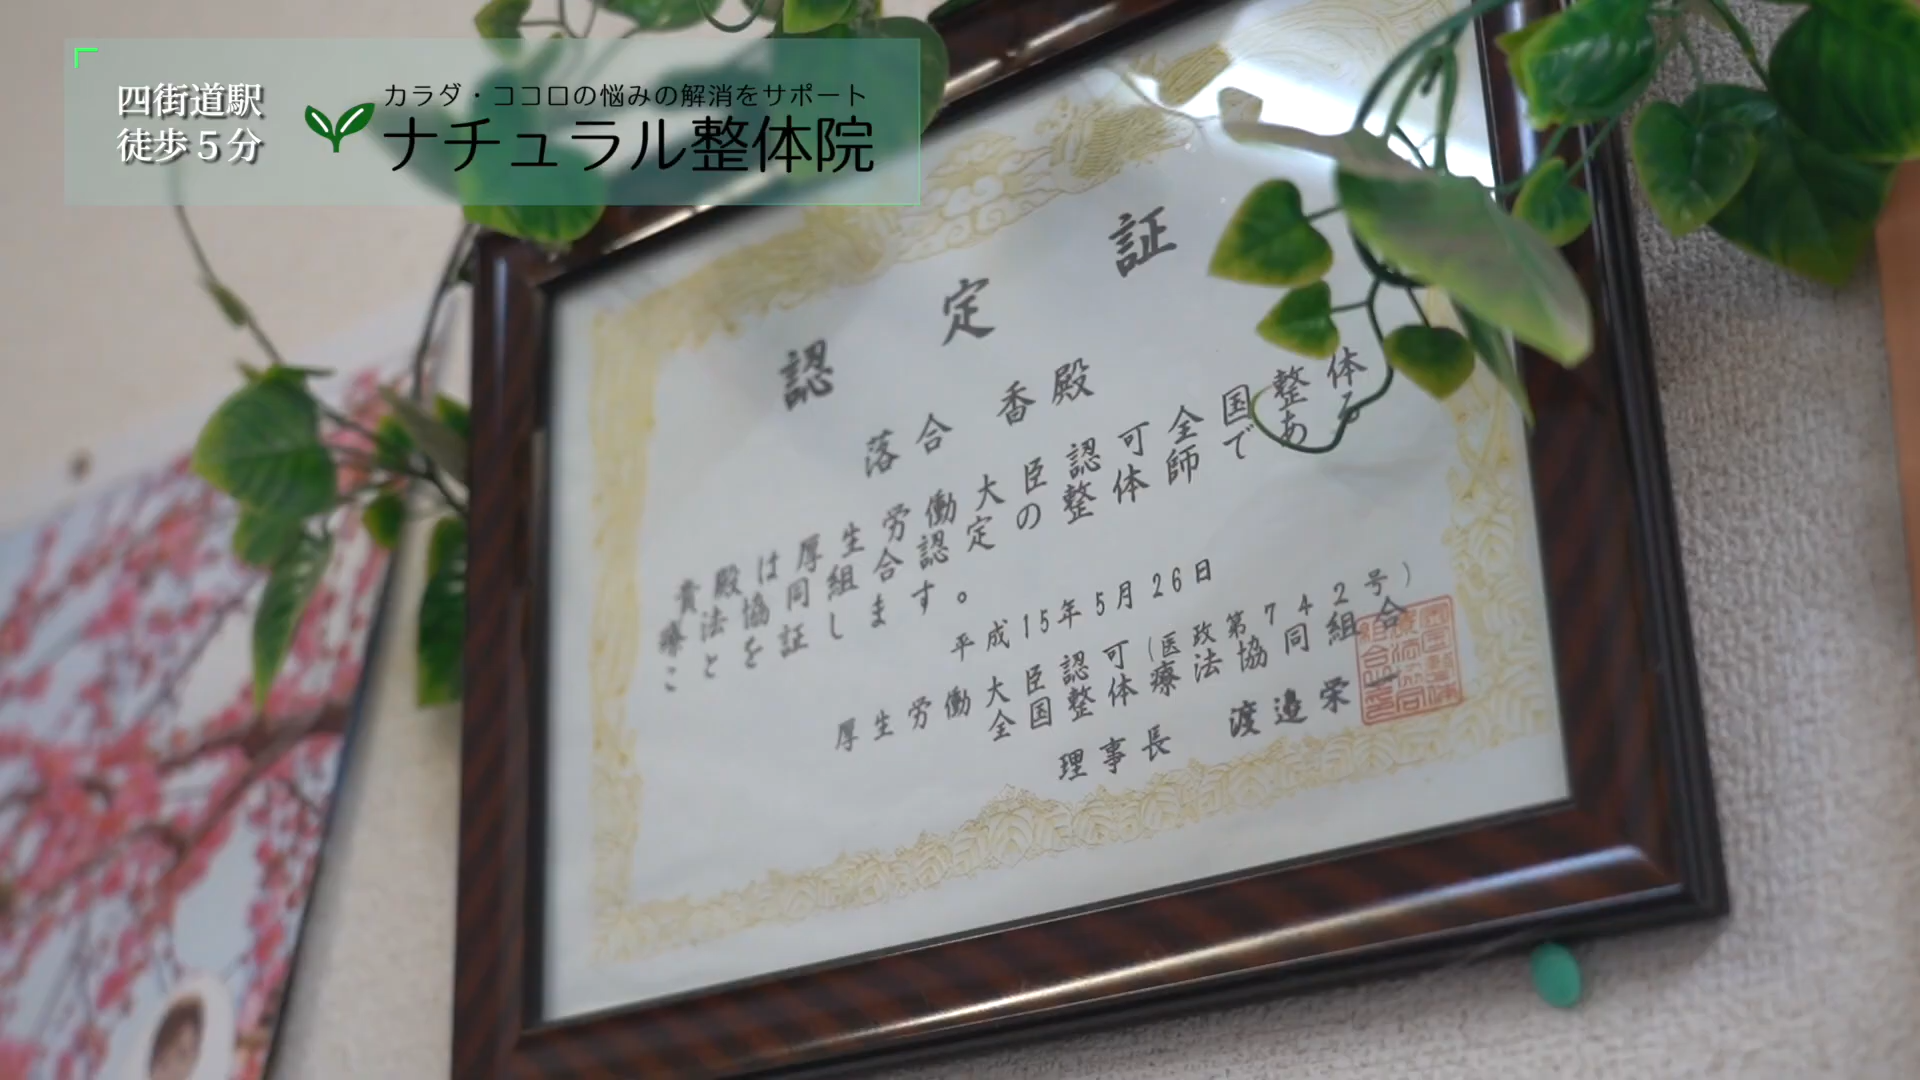 四街道駅
徒歩5分
カラダ・ココロの悩みの解消をサポート
ナチュラル整体院
認定証
落合 香殿
貴殿は厚生労働大臣認可全国整体
療法協同組合認定の整体師である
ことを証します。
平成15年5月26日
厚生労働大臣認可(医政第742号)
全国整体療法協同組合
理事長 渡邉栄一